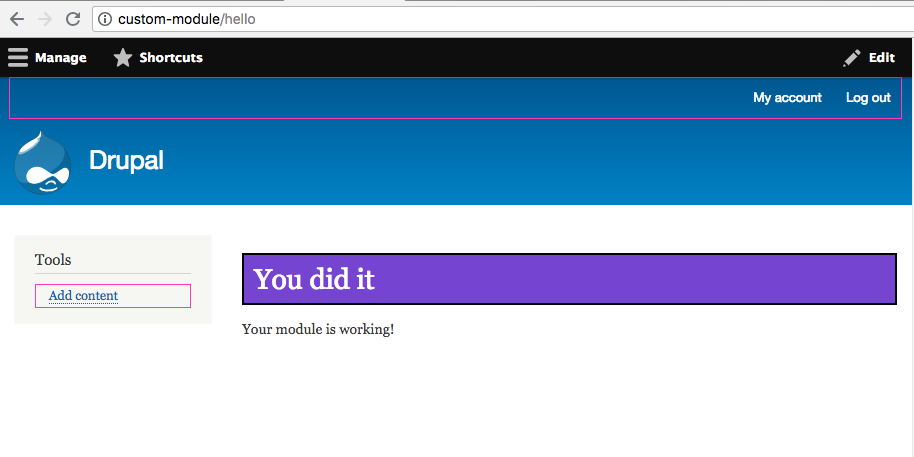 custom-module/hello
Manage Shortcuts Edit
My account Log out
Drupal
Tools
Add content
You did it
Your module is working!